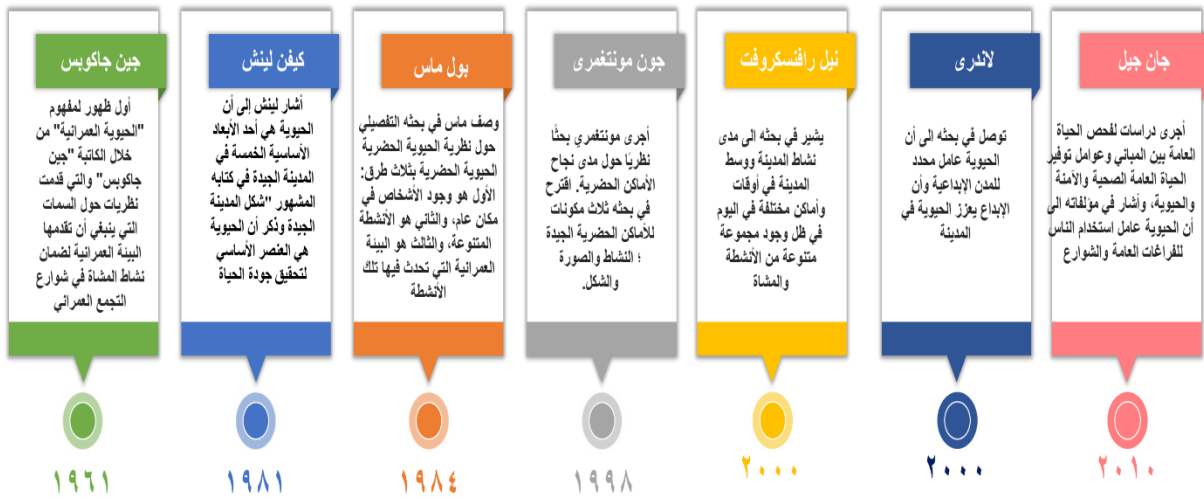 جين جاكوبس
أول ظهور لمفهوم
"الحيوية العمرانية" من
خلال الكاتبة "جين
جاكوبس" والتي قدمت
نظريات حول السمات
التي ينبغي أن تقدمها
البيئة العمرانية لضمان
نشاط المشاة في شوارع
التجمع العمراني
١٩٦١
كيفن لينش
أشار لينش إلى أن
الحيوية هي أحد الأبعاد
الأساسية الخمسة في
المدينة الجيدة في كتابه
المشهور "شكل المدينة
الجيدة وذكر أن الحيوية
هي العنصر الأساسي
لتحقيق جودة الحياة
١٩٨١
بول ماس
وصف ماس في بحثه التفصيلي
حول نظرية الحيوية الحضرية
الحيوية الحضرية بثلاث طرق:
الأول هو وجود الأشخاص في
مكان عام، والثاني هو الأنشطة
المتنوعة، والثالث هو البيئة
العمرانية التي تحدث فيها تلك
الأنشطة
١٩٨٤
جون مونتغمرى
أجرى مونتغمري بحثًا
نظريًا حول مدى نجاح
الأماكن الحضرية. اقترح
في بحثه ثلاث مكونات
للأماكن الحضرية الجيدة
؛ النشاط والصورة
والشكل.
١٩٩٨
نيل رافنسكروفت
يشير في بحثه الى مدى
نشاط المدينة ووسط
المدينة في أوقات
وأماكن مختلفة في اليوم
في ظل وجود مجموعة
متنوعة من الأنشطة
والمشاة
٢٠٠٠
لاندرى
توصل في بحثه الى أن
الحيوية عامل محدد
للمدن الإبداعية وأن
الإبداع يعزز الحيوية في
المدينة
٢٠٠٠
جان جيل
أجرى دراسات لفحص الحياة
العامة بين المباني وعوامل توفير
الحياة العامة الصحية والأمنة
والحيوية، وأشار في مؤلفاته الى
أن الحيوية عامل استخدام الناس
للفراغات العامة والشوارع
٢٠١٠